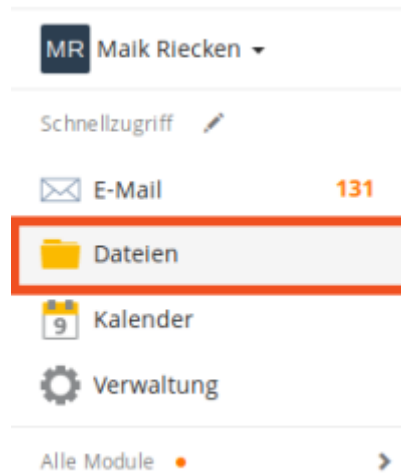 MR Maik Riecken
Schnellzugriff
E-Mail 131
Dateien
9 Kalender
Verwaltung
Alle Module